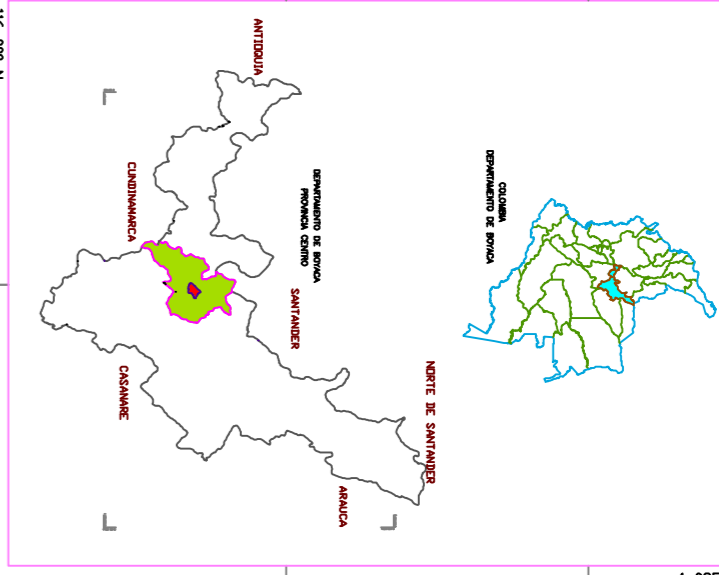 ANTIOQUIA
CUNDINAMARCA
DEPARTAMENTO DE BOYACA
PROVINCIA CENTRO
SANTANDER
CASANARE
NORTE DE SANTANDER
ARAUCA
COLOMBIA
DEPARTAMENTO DE BOYACA